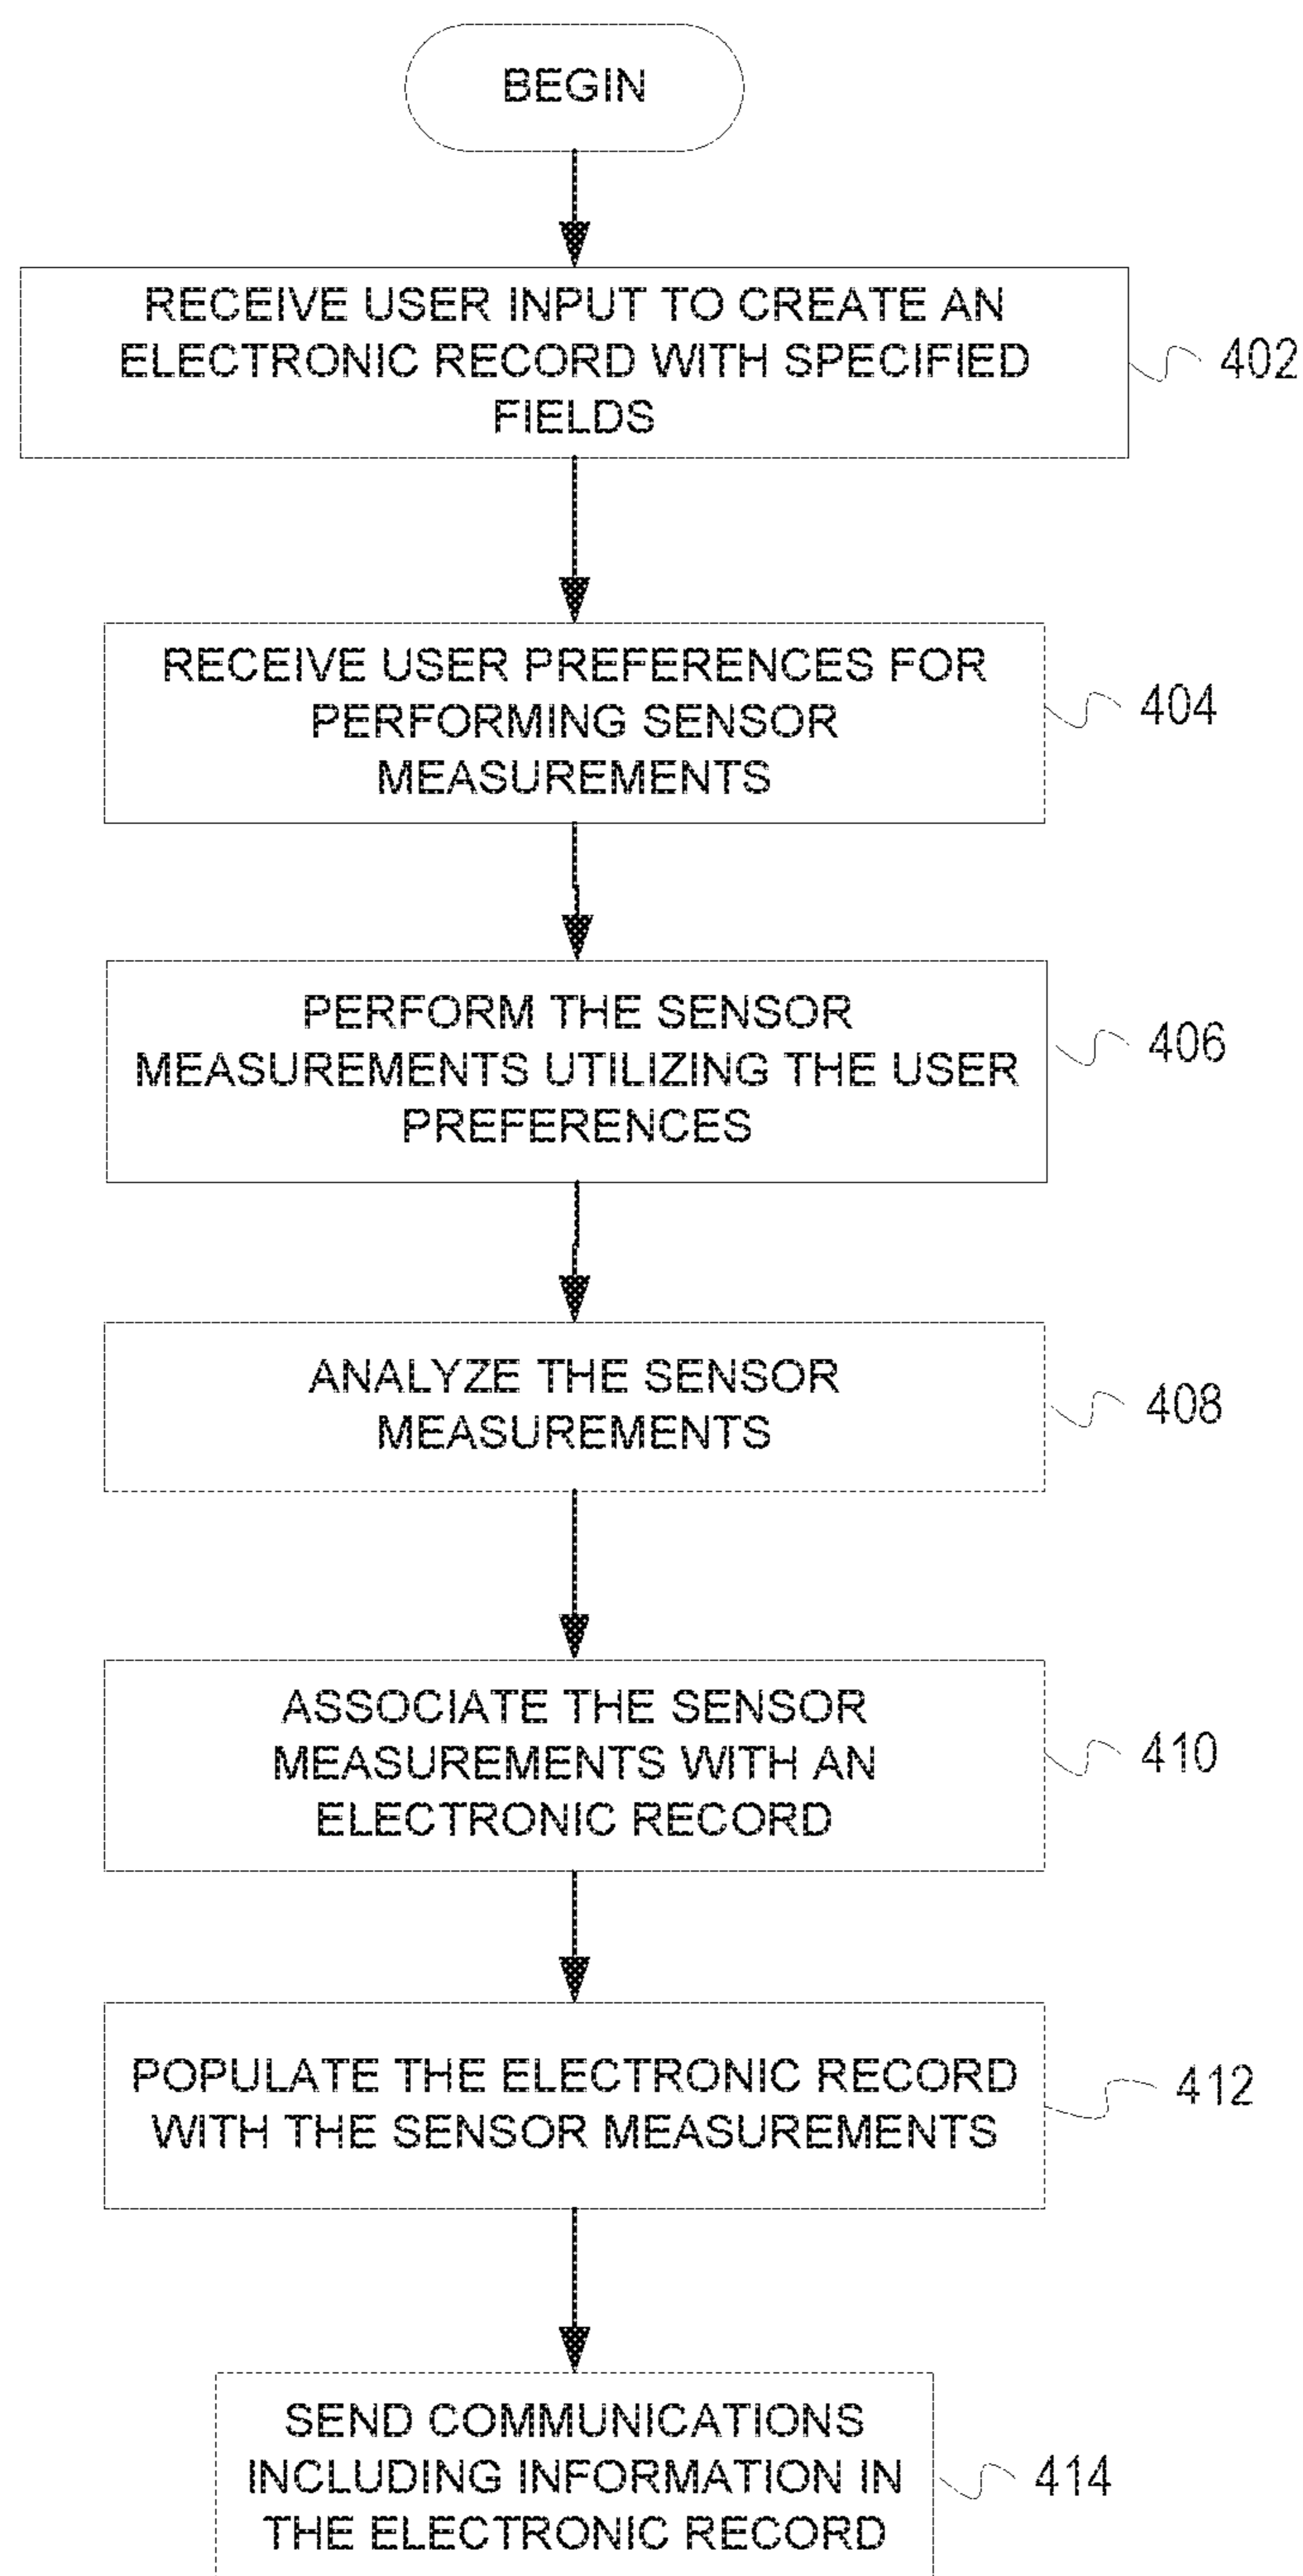 BEGIN
RECEIVE USER INPUT TO CREATE AN
ELECTRONIC RECORD WITH SPECIFIED
FIELDS
402
RECEIVE USER PREFERENCES FOR
PERFORMING SENSOR
MEASUREMENTS
404
PERFORM THE SENSOR
MEASUREMENTS UTILIZING THE USER
PREFERENCES
406
ANALYZE THE SENSOR
MEASUREMENTS
408
ASSOCIATE THE SENSOR
MEASUREMENTS WITH AN
ELECTRONIC RECORD
410
POPULATE THE ELECTRONIC RECORD
WITH THE SENSOR MEASUREMENTS
412
SEND COMMUNICATIONS
INCLUDING INFORMATION IN
THE ELECTRONIC RECORD
414